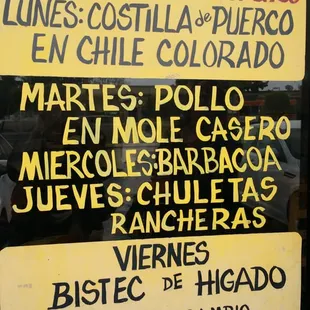 LUNES: COSTILLA de PUERCO
EN CHILE COLORADO
MARTES: POLLO
EN MOLE CASERO
MIERCOLES: BARBACOA
JUEVES: CHULETAS
RANCHERAS
VIERNES
BISTEC DE HIGADO